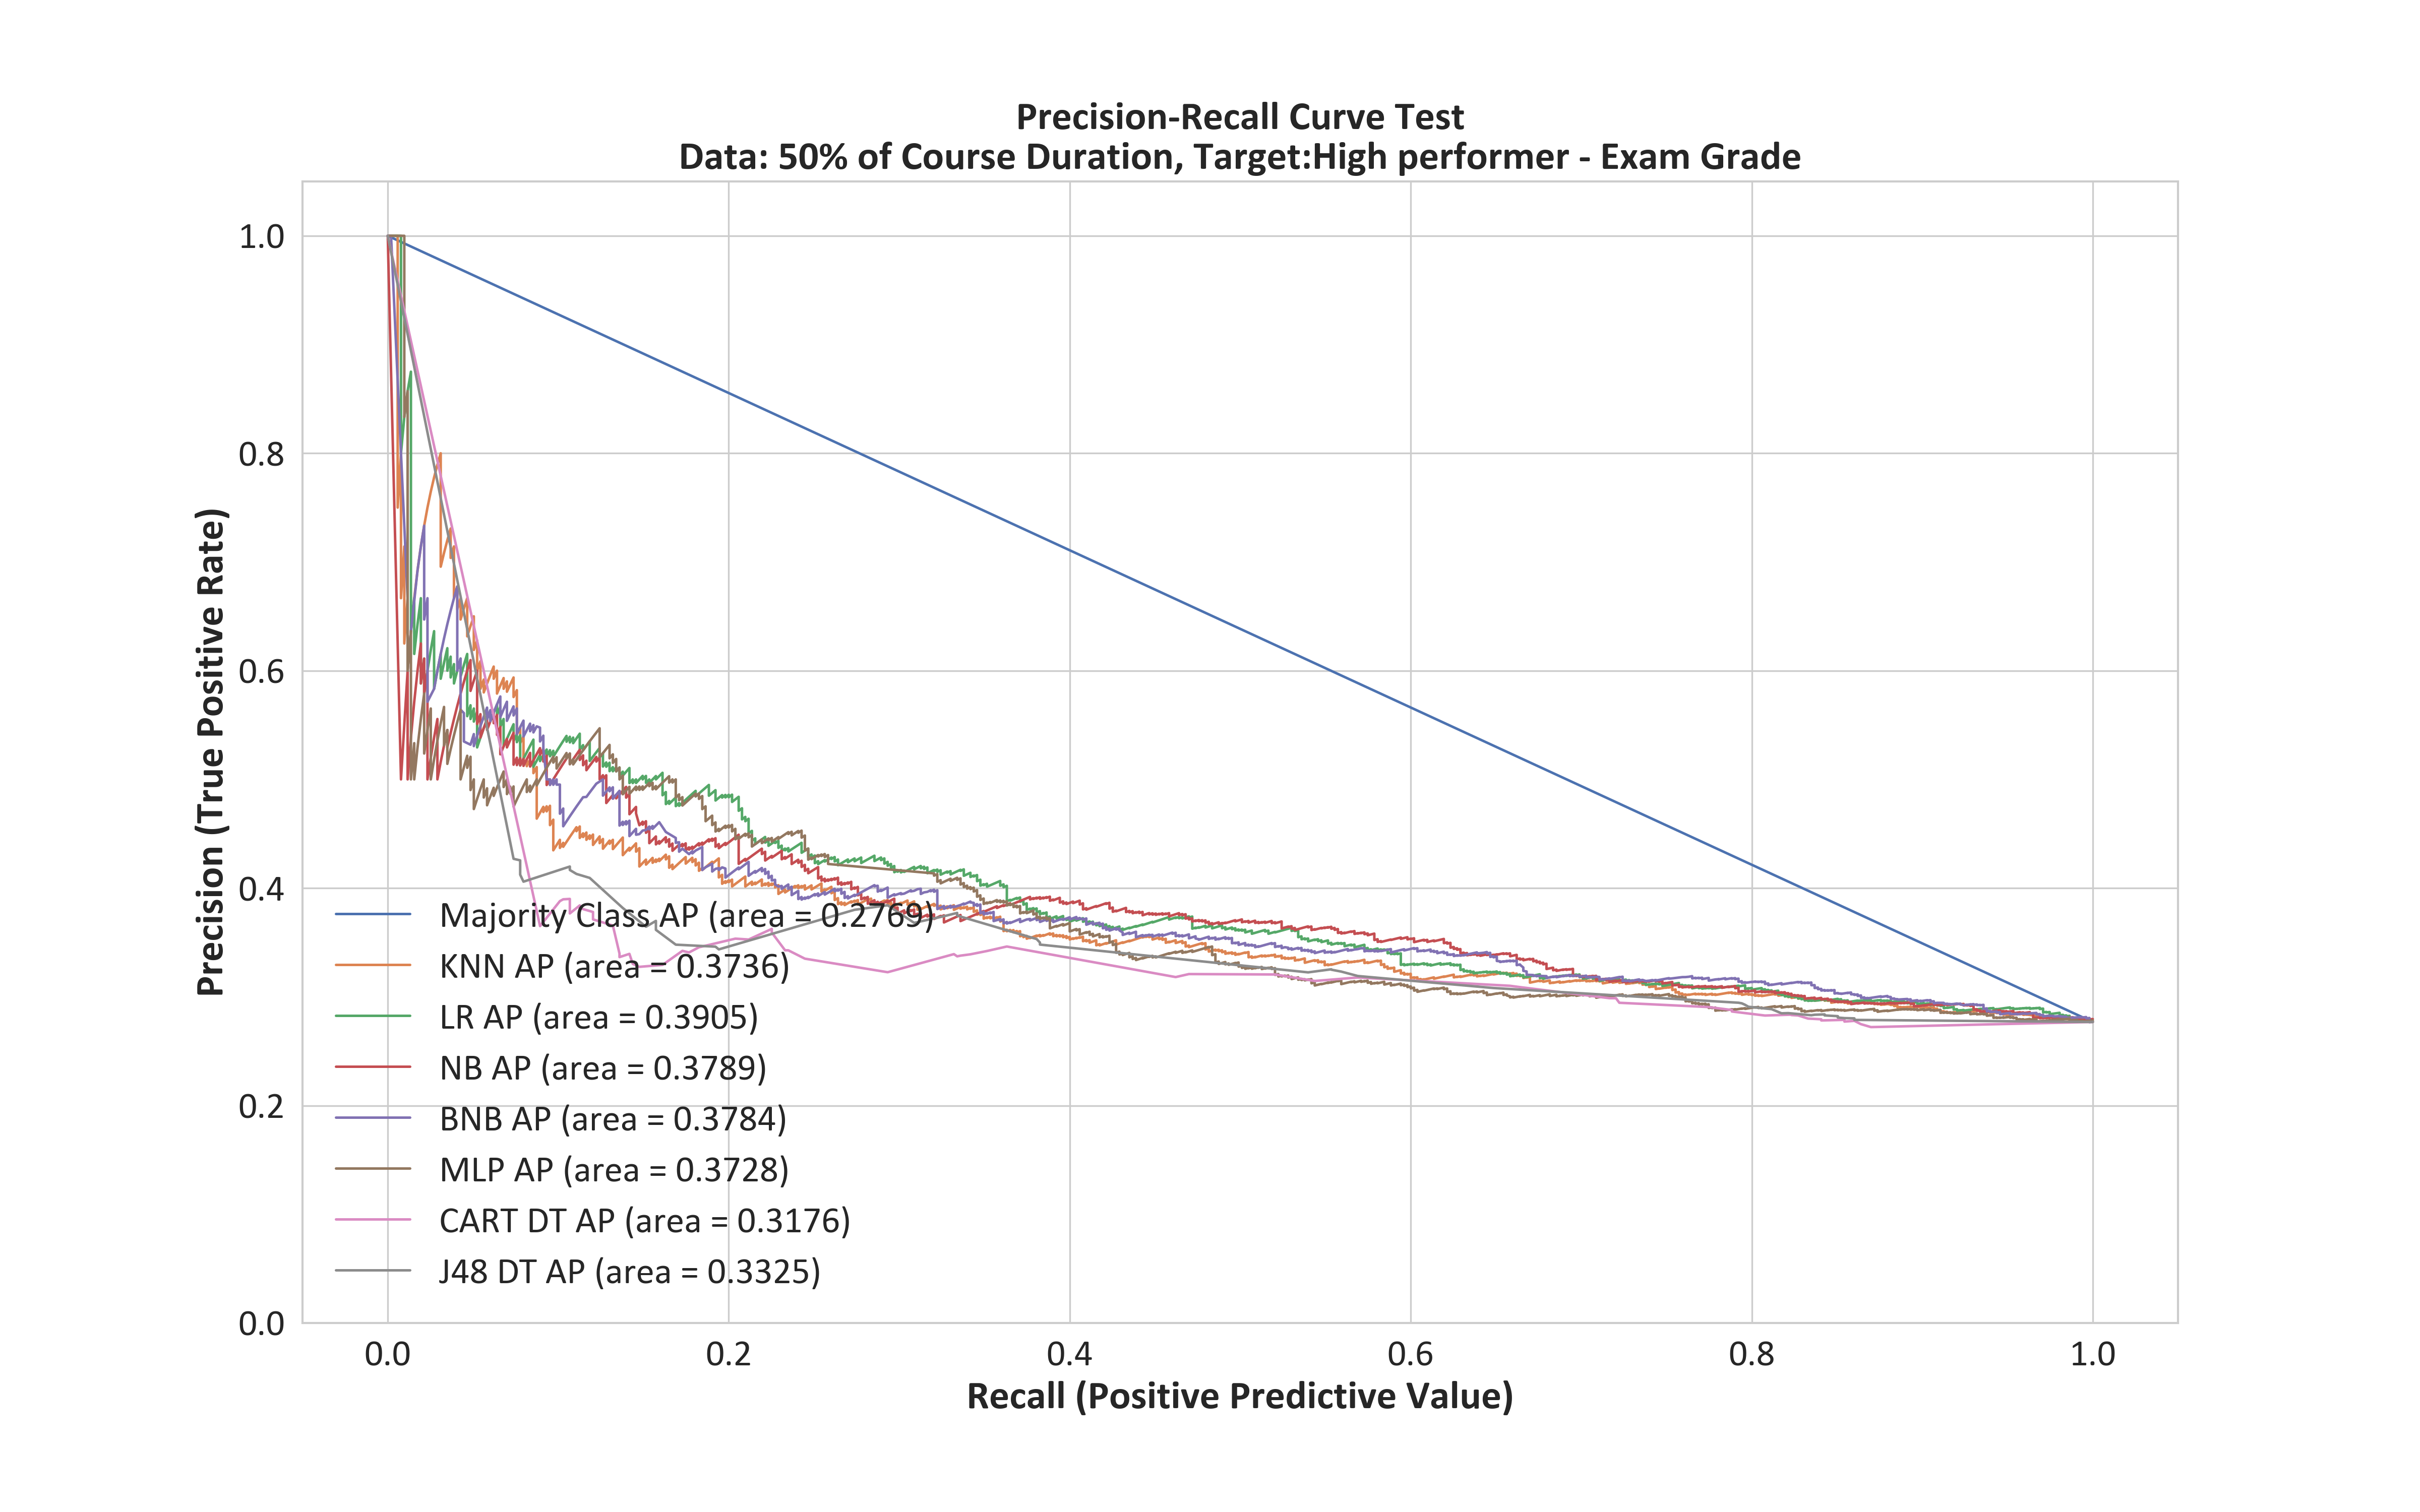 Precision-Recall Curve Test
Data: 50% of Course Duration, Target:High performer - Exam Grade
Precision (True Positive Rate)
1.0
0.8
0.6
0.4
0.2
0.0
Majority Class AP (area = 0.2769)
KNN AP (area = 0.3736)
LR AP (area = 0.3905)
NB AP (area = 0.3789)
BNB AP (area = 0.3784)
MLP AP (area = 0.3728)
CART DT AP (area = 0.3176)
J48 DT AP (area = 0.3325)
0.0 0.2 0.4 0.6 0.8 1.0
Recall (Positive Predictive Value)